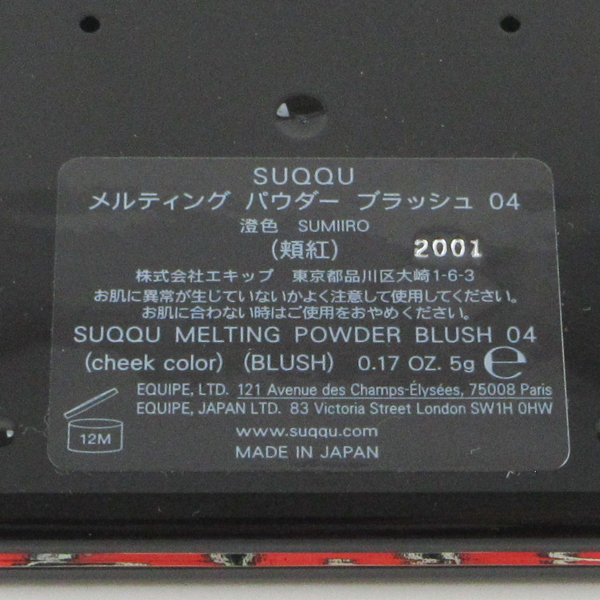 SUQQU
メルティング パウダー ブラッシュ 04
澄色 SUMIIRO
(頬紅) 2001
株式会社エキップ 東京都品川区大崎1-6-3
お肌に異常が生じていないかよく注意して使用してください。
お肌に合わない時はご使用をおやめください。
SUQQU MELTING POWDER BLUSH 04
(cheek color) (BLUSH) 0.17 OZ. 5g ℮
EQUIPE, LTD. 121 Avenue des Champs-Élysées, 75008 Paris
EQUIPE, JAPAN LTD. 83 Victoria Street London SW1H 0HW
12M
www.suqqu.com
MADE IN JAPAN